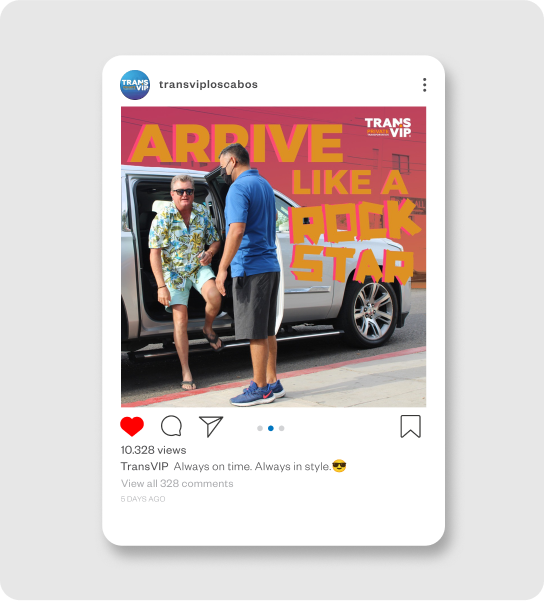 TRANS
VIP
transviploscabos
TRANS
PRIVATE
VIP
ARRIVE
LIKE A
ROCK
STAR
10.328 views
TransVIP Always on time. Always in style.😎
View all 328 comments
5 DAYS AGO